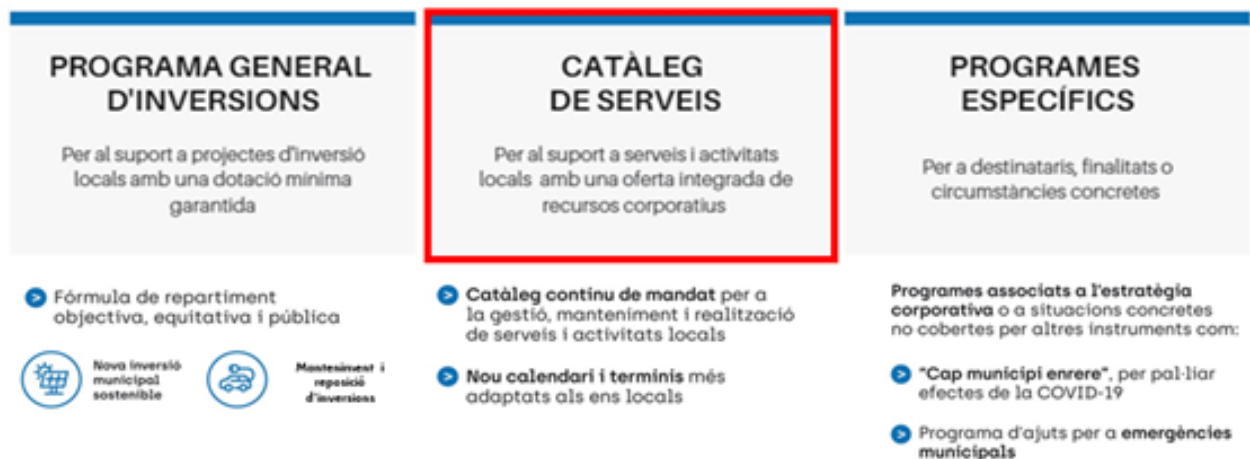 PROGRAMA GENERAL
D'INVERSIONS
Per al suport a projectes d'inversió
locals amb una dotació mínima
garantida
Fórmula de repartiment
objectiva, equitativa i pública
Nova inversió
municipal
sostenible
Manteniment i
reposició
d'inversions
CATÀLEG
DE SERVEIS
Per al suport a serveis i activitats
locals amb una oferta integrada de
recursos corporatius
Catàleg continu de mandat per a
la gestió, manteniment i realització
de serveis i activitats locals
Nou calendari i terminis més
adaptats als ens locals
PROGRAMES
ESPECÍFICS
Per a destinataris, finalitats o
circumstàncies concretes
Programes associats a l'estratègia
corporativa o a situacions concretes
no cobertes per altres instruments com:
"Cap municipi enrere", per pal·liar
efectes de la COVID-19
Programa d'ajuts per a emergències
municipals